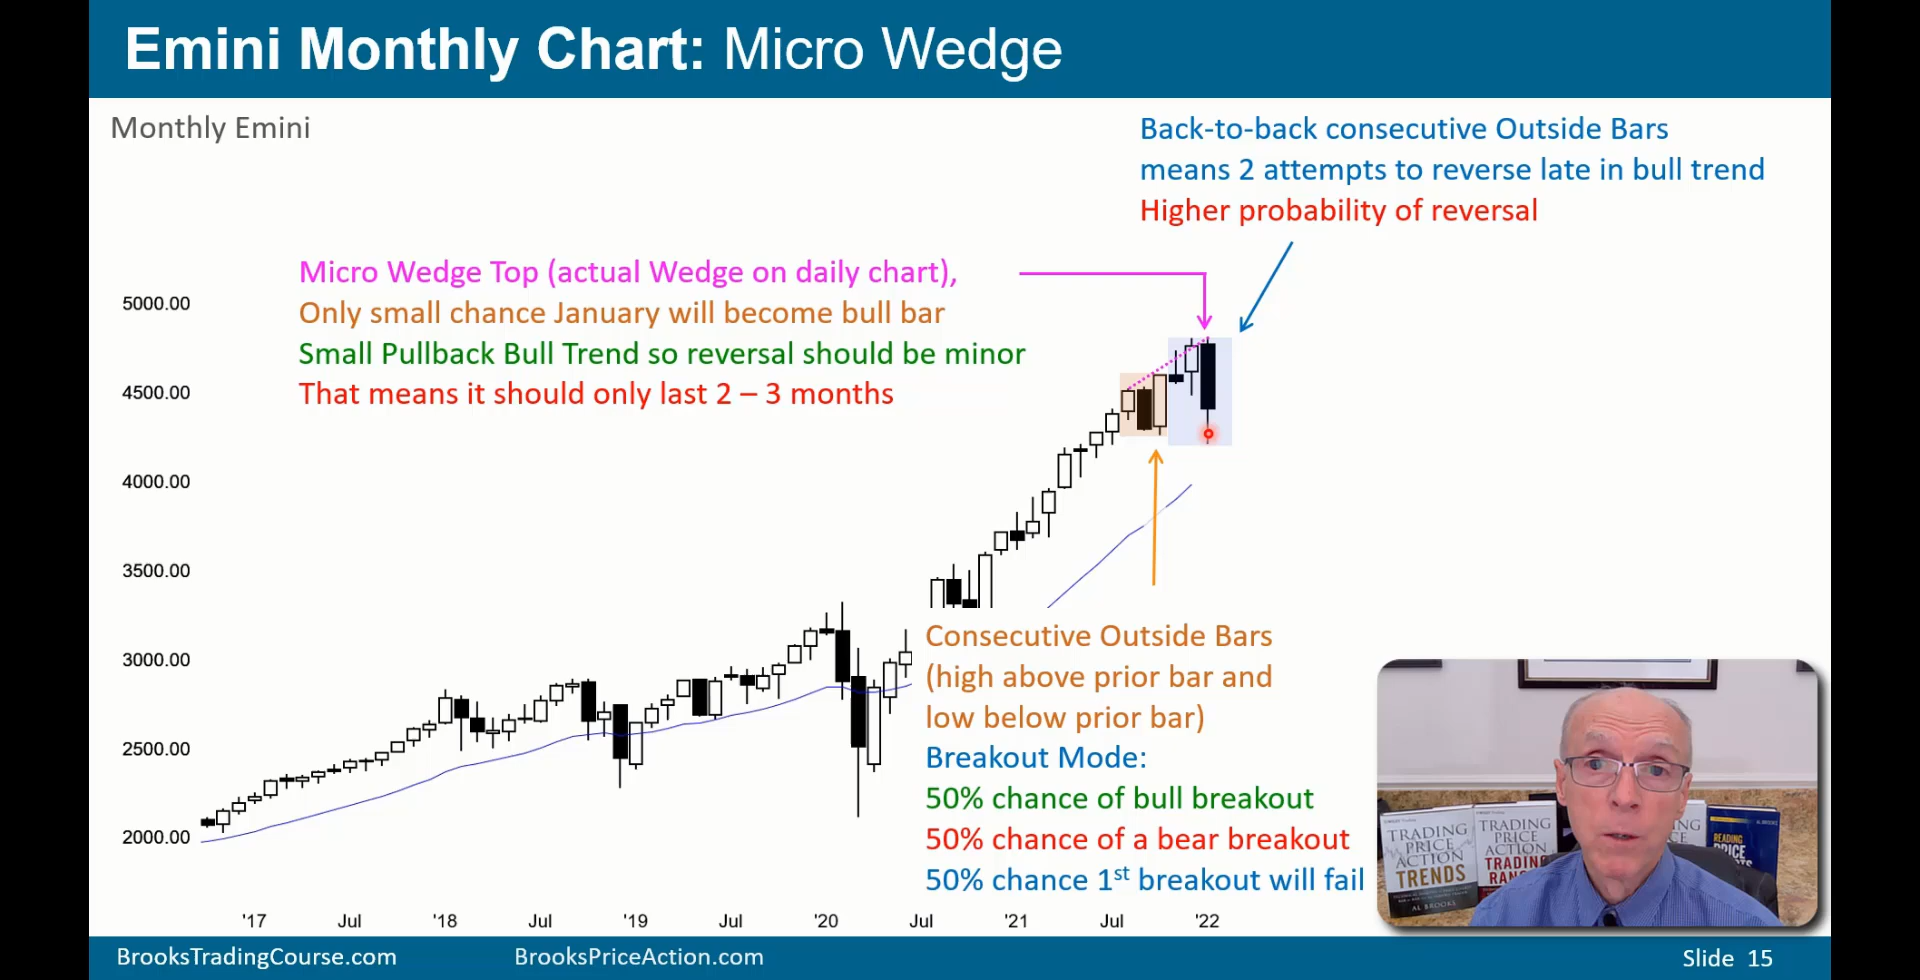 Emini Monthly Chart: Micro Wedge
Monthly Emini
Back-to-back consecutive Outside Bars
means 2 attempts to reverse late in bull trend
Higher probability of reversal
Micro Wedge Top (actual Wedge on daily chart),
Only small chance January will become bull bar
Small Pullback Bull Trend so reversal should be minor
That means it should only last 2 – 3 months
5000.00
4500.00
4000.00
3500.00
3000.00
2500.00
2000.00
Consecutive Outside Bars
(high above prior bar and
low below prior bar)
Breakout Mode:
50% chance of bull breakout
50% chance of a bear breakout
50% chance 1st breakout will fail
'17 Jul '18 Jul '19 Jul '20 Jul '21 Jul '22
TRADING
PRICE
ACTION
TRENDS
AL BROOKS
TRADING
PRICE
ACTION
TRADING
READING
PRICE
BrooksTradingCourse.com BrooksPriceAction.com Slide 15